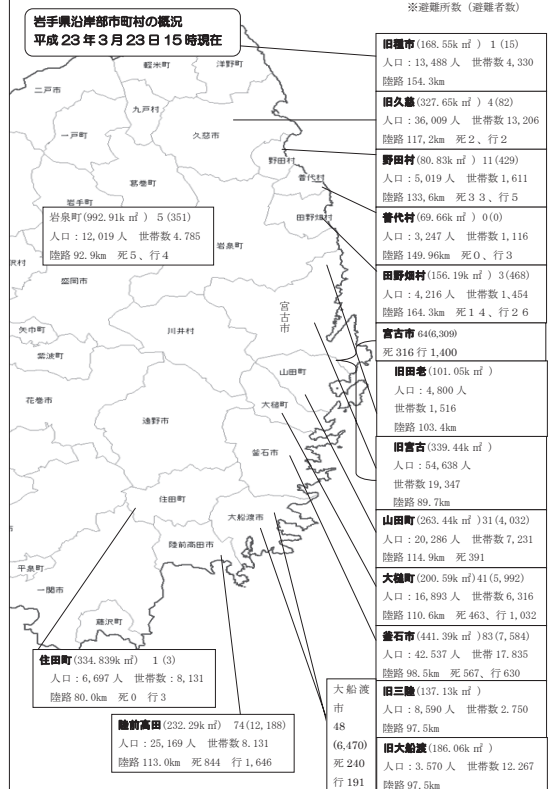 ※避難所数（避難者数）
岩手県沿岸部市町村の概況
平成23年3月23日15時現在
軽米町
洋野町
二戸市
九戸村
一戸町
久慈市
野田村
葛巻町
普代村
岩手町
田野畑村
岩泉町
沢村
盛岡市
宮古市
矢巾町
川井村
紫波町
山田町
花巻市
大槌町
遠野市
釜石市
住田町
大船渡市
陸前高田市
平泉町
一関市
藤沢町
岩泉町(992.91k㎡) 5(351)
人口：12,019人 世帯数4.785
陸路92.9km 死5、行4
旧種市(168.55k㎡) 1(15)
人口：13,488人 世帯数4,330
陸路154.3km
旧久慈(327.65k㎡) 4(82)
人口：36,009人 世帯数13,206
陸路117,2km 死2、行2
野田村(80.83k㎡) 11(429)
人口：5,019人 世帯数1,611
陸路133,6km 死33、行5
普代村(69.66k㎡) 0(0)
人口：3,247人 世帯数1,116
陸路149.96km 死0、行3
田野畑村(156.19k㎡) 3(468)
人口：4,216人 世帯数1,454
陸路164.3km 死14、行26
宮古市 64(6,309)
死316 行1,400
旧田老(101.05k㎡)
人口：4,800人
世帯数1,516
陸路103.4km
旧宮古(339.44k㎡)
人口：54,638人
世帯数19,347
陸路89.7km
山田町(263.44k㎡)31(4,032)
人口：20,286人 世帯数7,231
陸路114.9km 死391
大槌町(200.59k㎡)41(5,992)
人口：16,893人 世帯数6,316
陸路110.6km 死463、行1,032
釜石市(441.39k㎡)83(7,584)
人口：42.537人 世帯17.835
陸路98.5km 死567、行630
旧三陸(137.13k㎡)
人口：8,590人 世帯数2.750
陸路97.5km
旧大船渡(186.06k㎡)
人口：3.570人 世帯数12.267
陸路97.5km
大船渡
市
48
(6,470)
死240
行191
住田町(334.839k㎡) 1(3)
人口：6,697人 世帯数：8,131
陸路80.0km 死0 行3
陸前高田(232.29k㎡) 74(12,188)
人口：25,169人 世帯数8.131
陸路113.0km 死844 行1,646